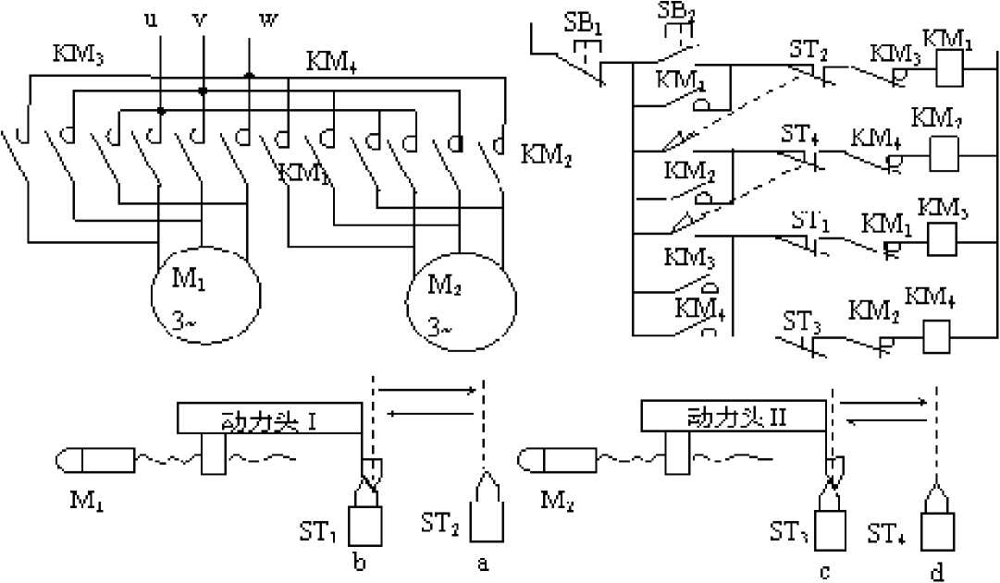 u v w
KM3
KM4
KM1
KM2
M1
3~
M2
3~
SB1
SB2
ST2
KM3
KM1
KM1
ST4
KM4
KM2
KM2
ST1
KM1
KM3
KM3
KM4
ST3
KM2
KM4
动力头 I
M1
ST1
ST2
b
a
动力头 II
M2
ST3
ST4
c
d